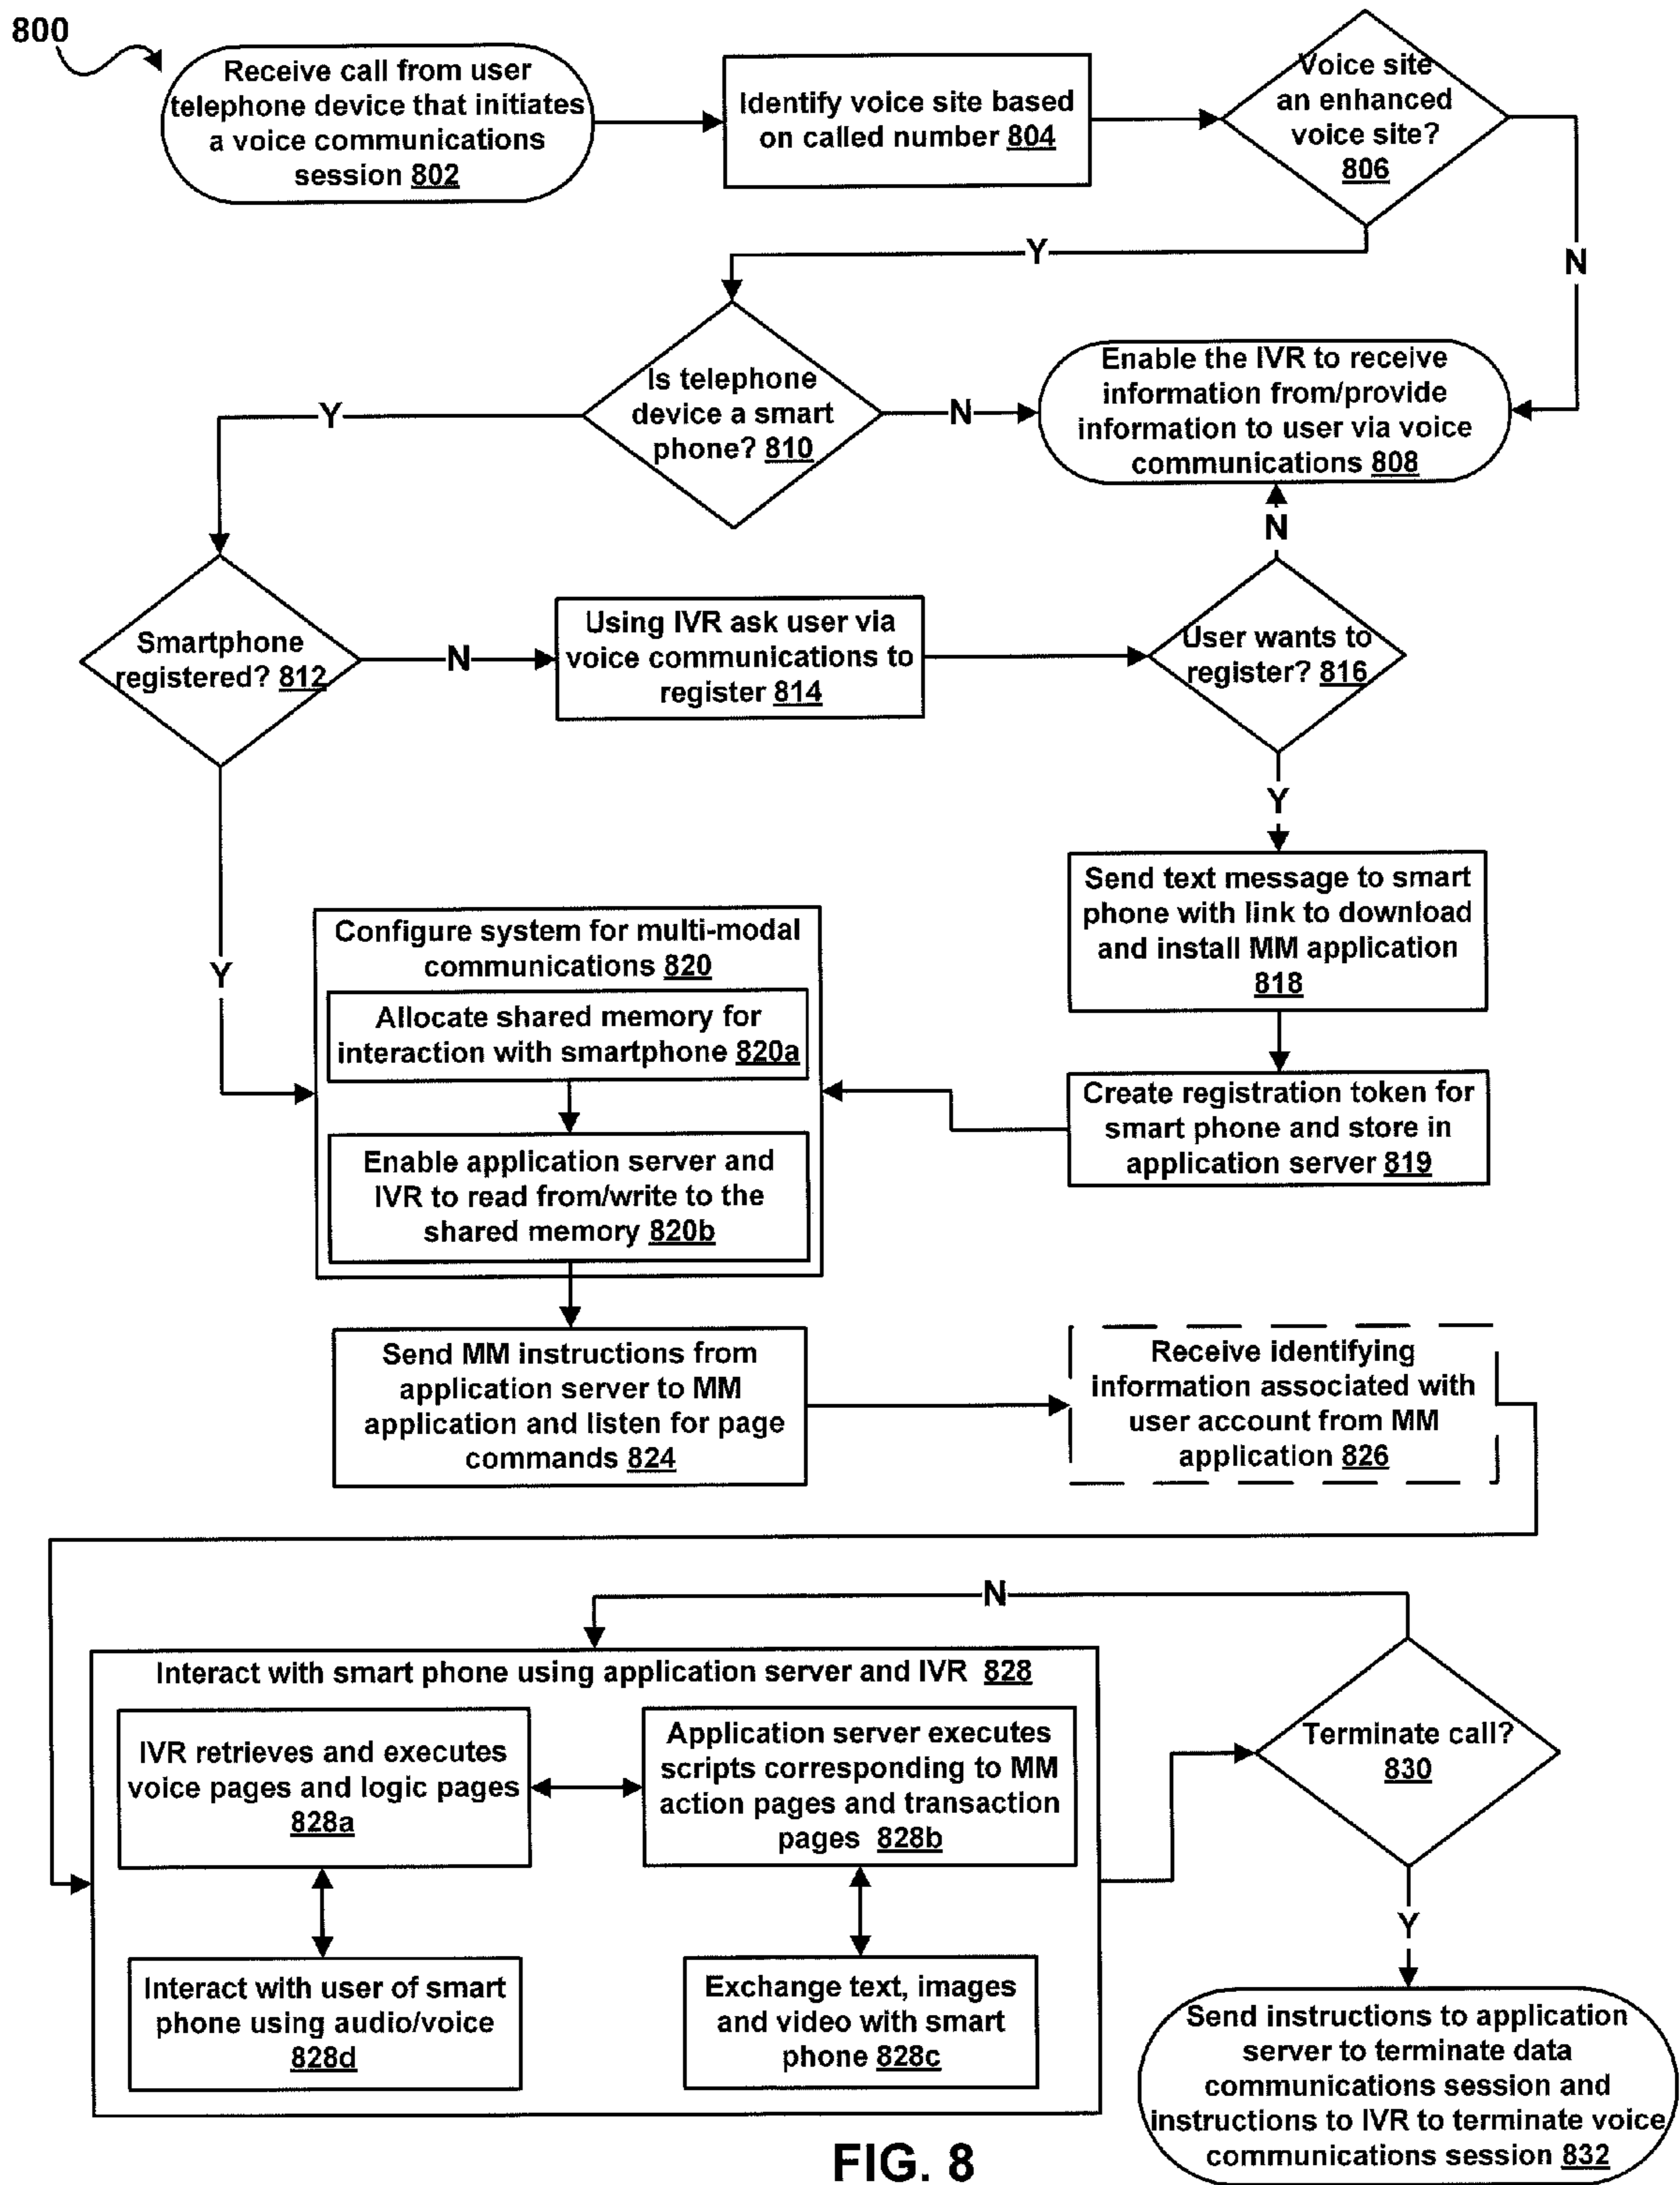 800
Receive call from user
telephone device that initiates
a voice communications
session 802
Identify voice site based
on called number 804
Voice site
an enhanced
voice site?
806
Y
N
Is telephone
device a smart
phone? 810
Y
N
Enable the IVR to receive
information from/provide
information to user via voice
communications 808
N
Smartphone
registered? 812
N
Using IVR ask user via
voice communications to
register 814
User wants to
register? 816
Y
Y
Send text message to smart
phone with link to download
and install MM application
818
Configure system for multi-modal
communications 820
Allocate shared memory for
interaction with smartphone 820a
Enable application server and
IVR to read from/write to the
shared memory 820b
Create registration token for
smart phone and store in
application server 819
Send MM instructions from
application server to MM
application and listen for page
commands 824
Receive identifying
information associated with
user account from MM
application 826
N
Interact with smart phone using application server and IVR 828
IVR retrieves and executes
voice pages and logic pages
828a
Application server executes
scripts corresponding to MM
action pages and transaction
pages 828b
Terminate call?
830
Y
Interact with user of smart
phone using audio/voice
828d
Exchange text, images
and video with smart
phone 828c
Send instructions to application
server to terminate data
communications session and
instructions to IVR to terminate voice
communications session 832
FIG. 8